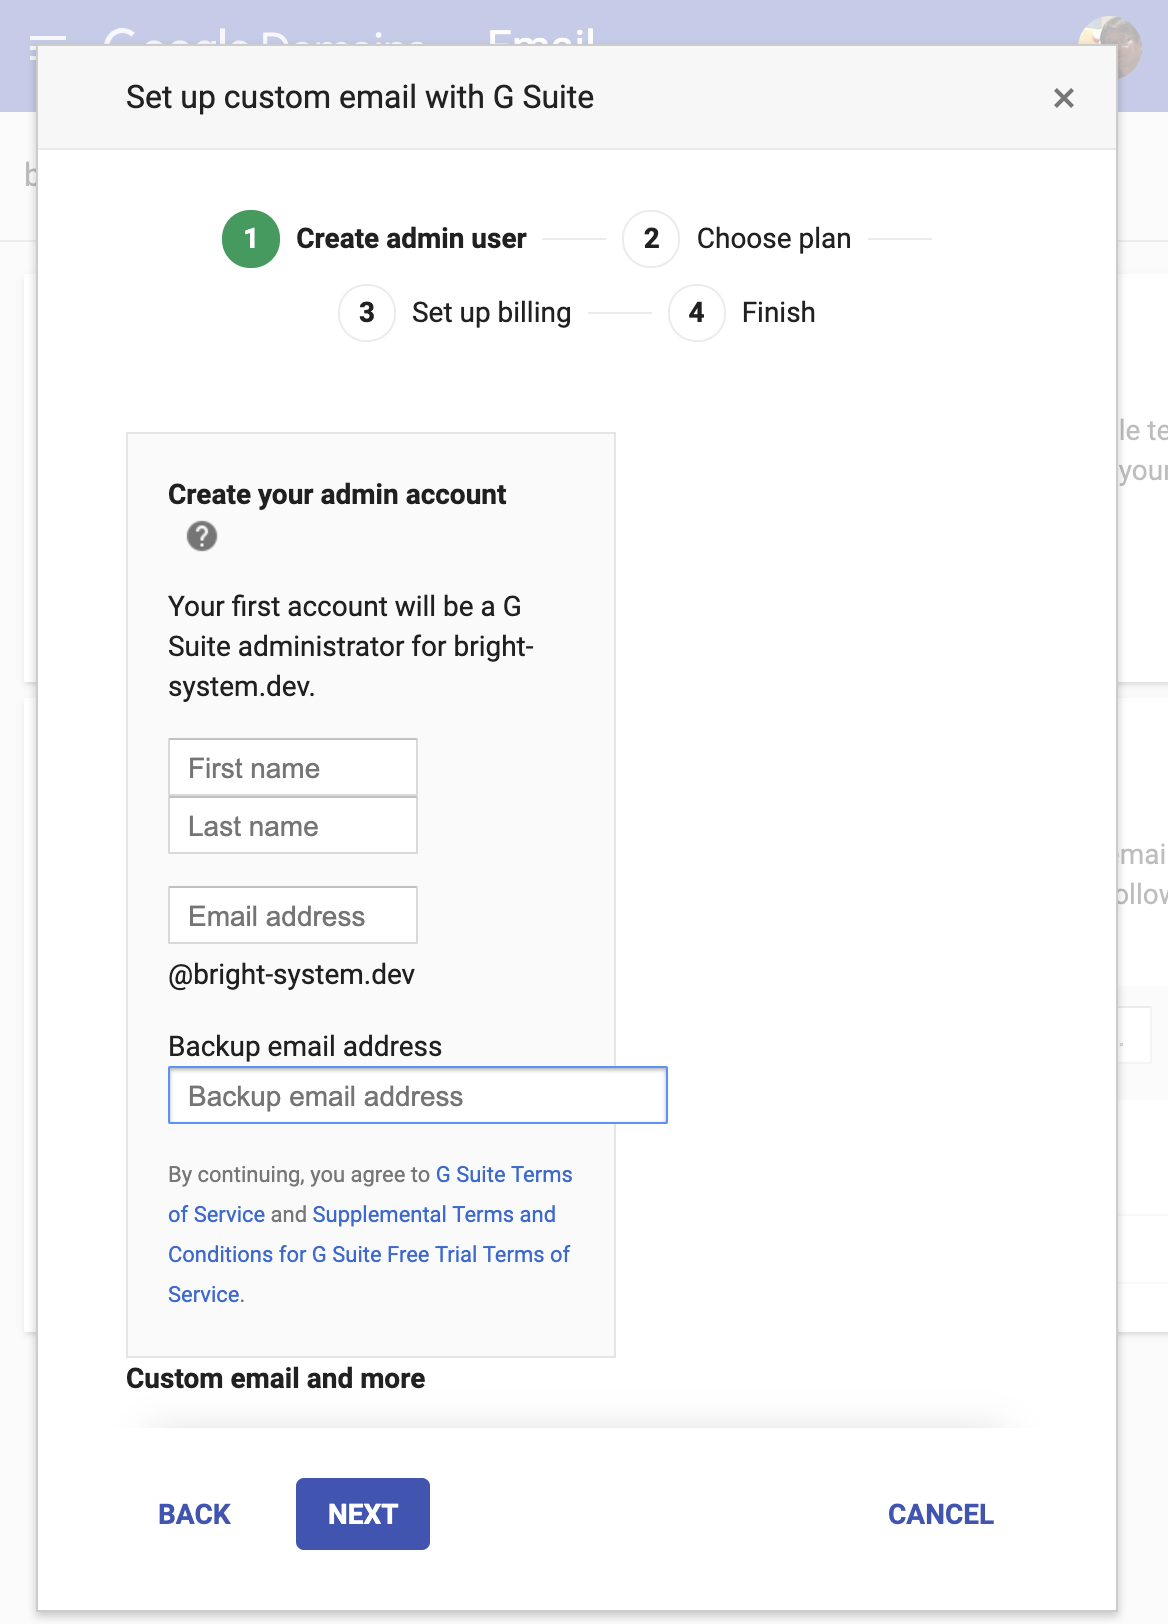 Google Domains Email
Set up custom email with G Suite
×
1 Create admin user
2 Choose plan
3 Set up billing
4 Finish
Create your admin account
?
Your first account will be a G
Suite administrator for bright-
system.dev.
First name
Last name
Email address
@bright-system.dev
Backup email address
Backup email address
By continuing, you agree to G Suite Terms
of Service and Supplemental Terms and
Conditions for G Suite Free Trial Terms of
Service.
Custom email and more
BACK
NEXT
CANCEL